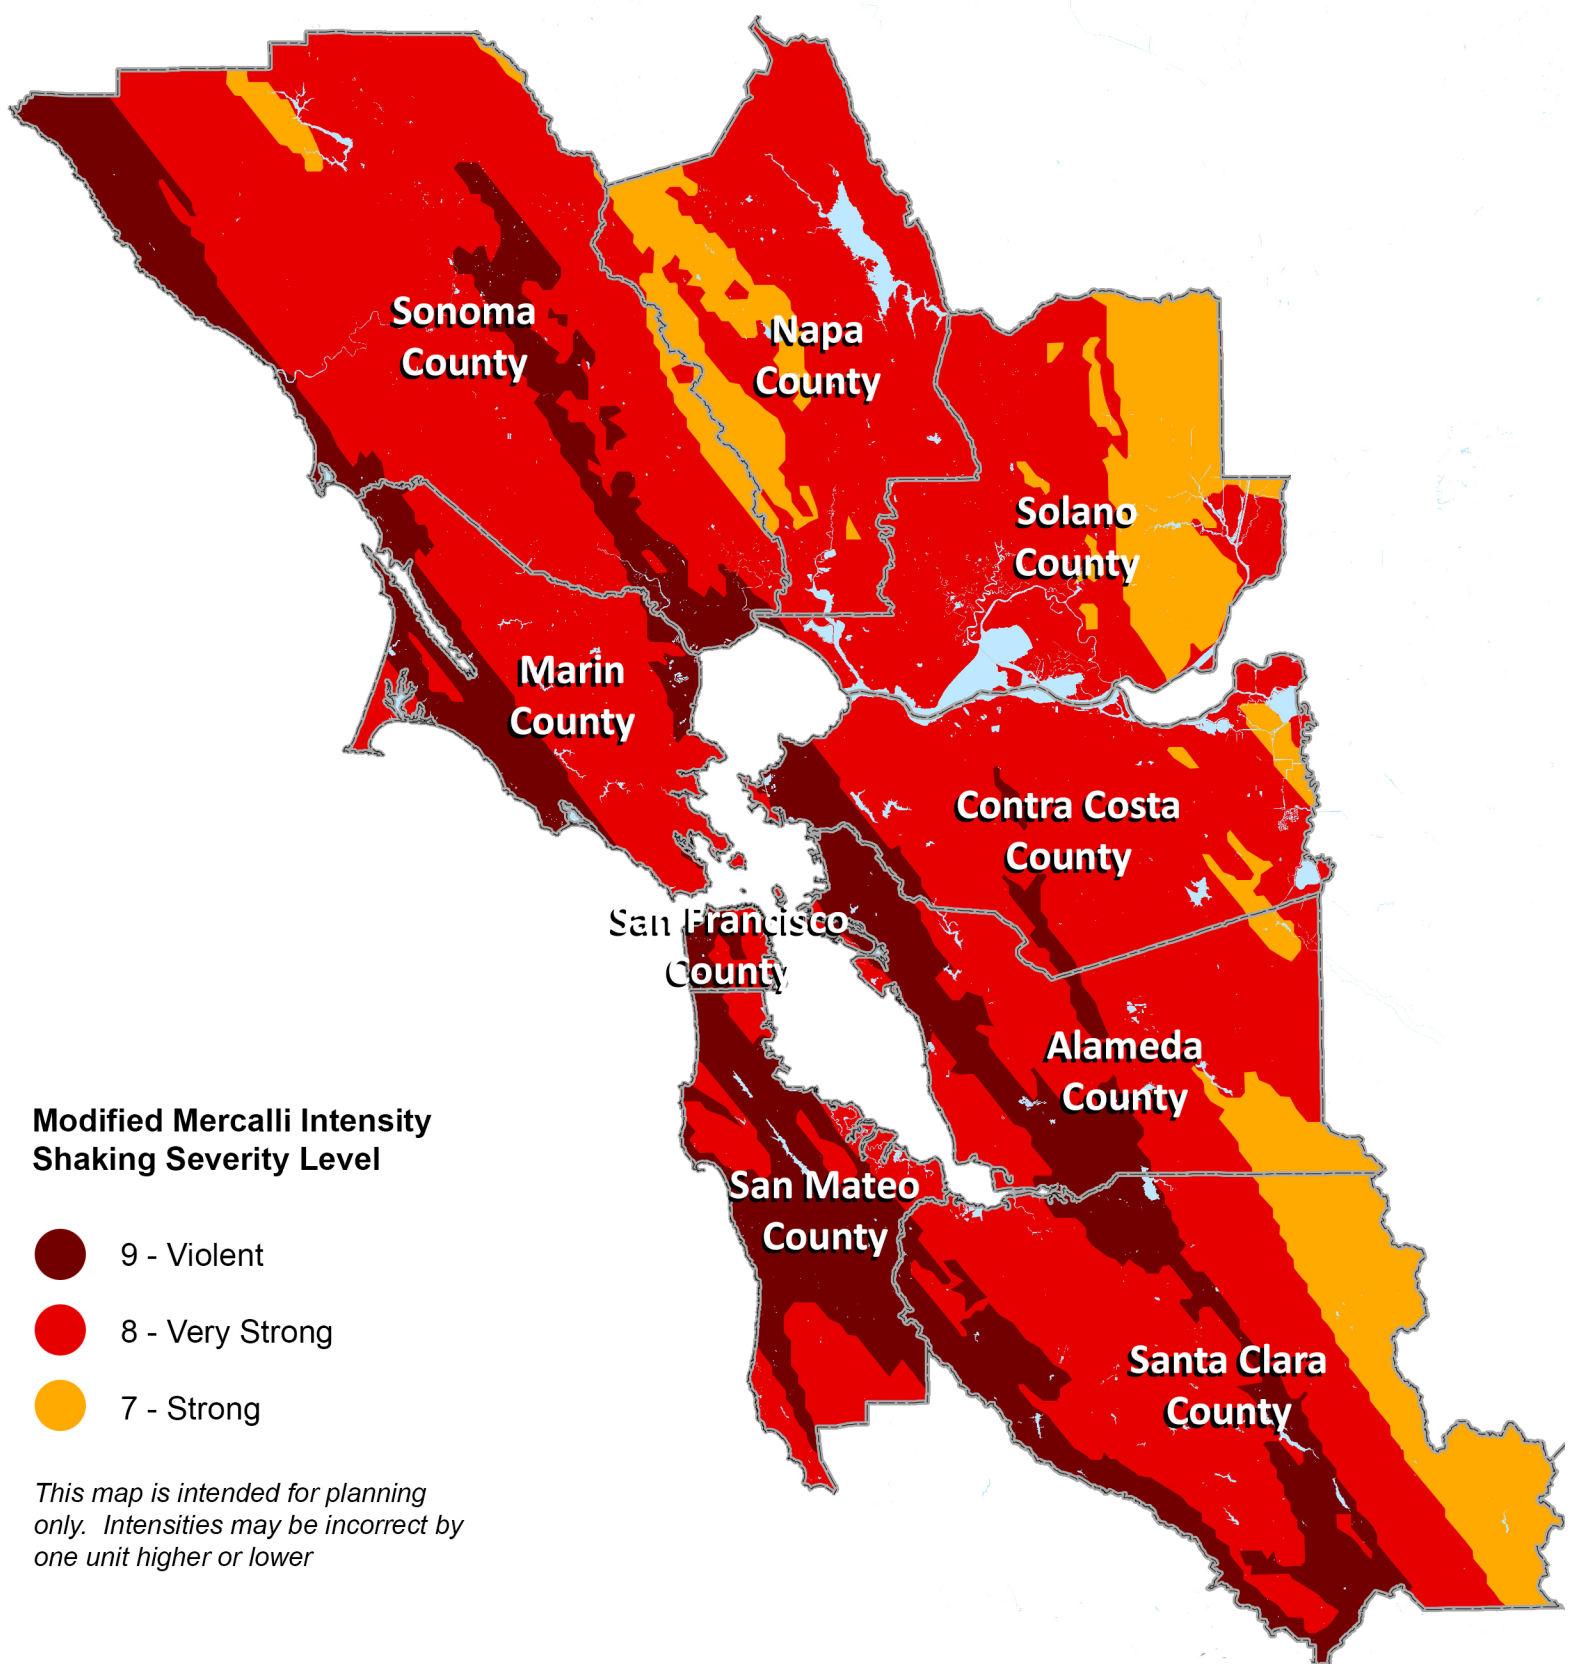 Sonoma
County
Napa
County
Solano
County
Marin
County
Contra Costa
County
San Francisco
County
Alameda
County
San Mateo
County
Santa Clara
County
Modified Mercalli Intensity
Shaking Severity Level
9 - Violent
8 - Very Strong
7 - Strong
This map is intended for planning
only.  Intensities may be incorrect by
one unit higher or lower